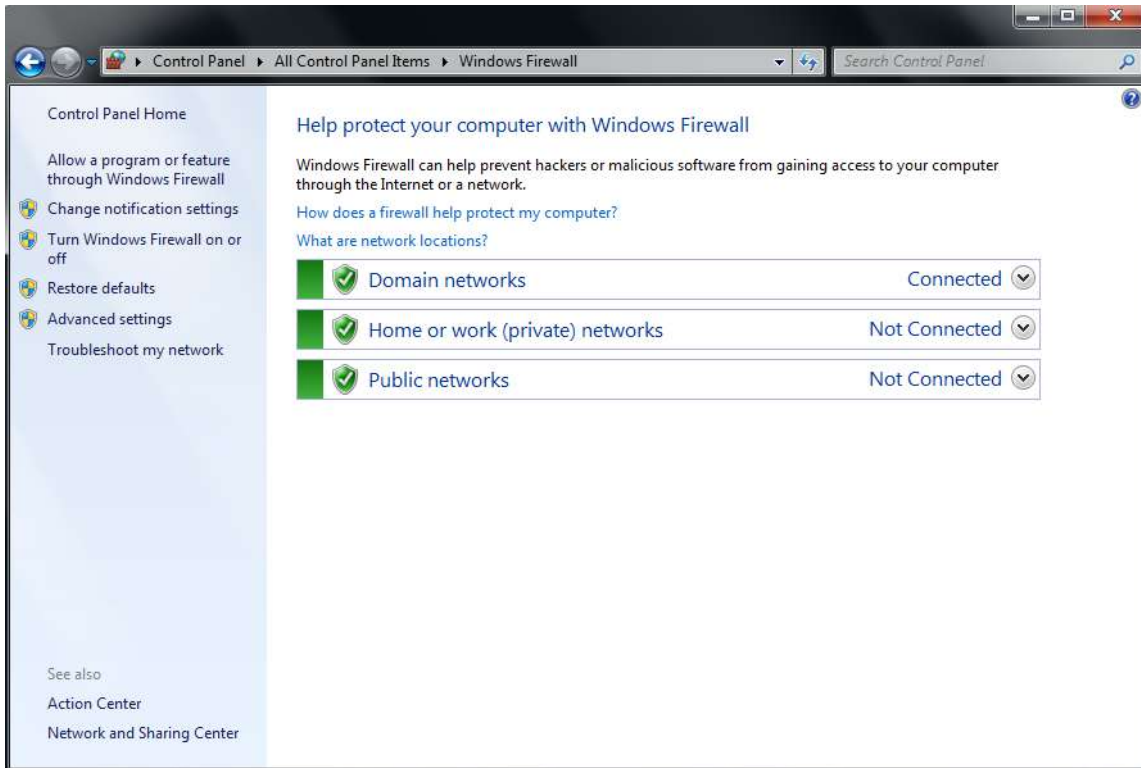 Control Panel ▸ All Control Panel Items ▸ Windows Firewall
Search Control Panel
Control Panel Home
Allow a program or feature
through Windows Firewall
Change notification settings
Turn Windows Firewall on or
off
Restore defaults
Advanced settings
Troubleshoot my network
See also
Action Center
Network and Sharing Center
Help protect your computer with Windows Firewall
Windows Firewall can help prevent hackers or malicious software from gaining access to your computer
through the Internet or a network.
How does a firewall help protect my computer?
What are network locations?
Domain networks Connected
Home or work (private) networks Not Connected
Public networks Not Connected